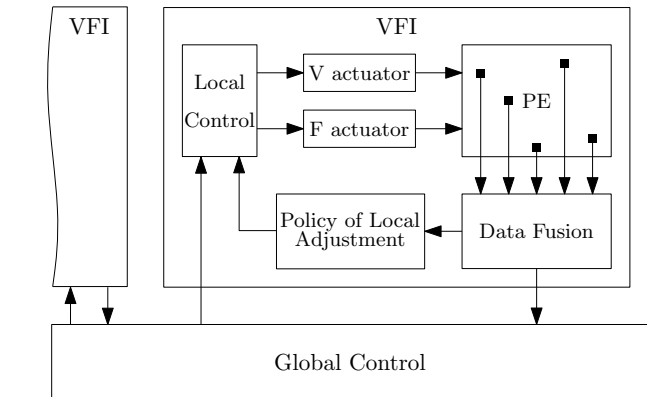 VFI
VFI
Local
Control
V actuator
F actuator
PE
Policy of Local
Adjustment
Data Fusion
Global Control